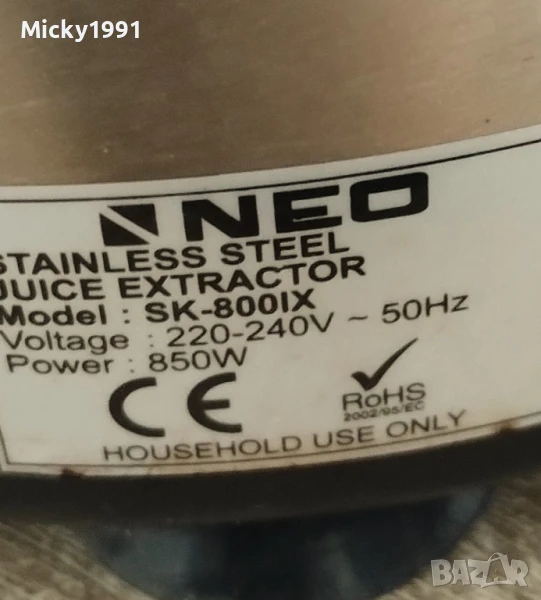 Micky1991
NEO
STAINLESS STEEL
JUICE EXTRACTOR
Model : SK-800IX
Voltage : 220-240V ~ 50Hz
Power : 850W
CE
RoHS
2002/95/EC
HOUSEHOLD USE ONLY
BAZAR